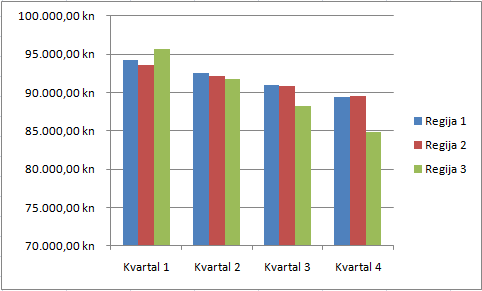 100.000,00 kn
95.000,00 kn
90.000,00 kn
85.000,00 kn
80.000,00 kn
75.000,00 kn
70.000,00 kn
Kvartal 1 Kvartal 2 Kvartal 3 Kvartal 4
Regija 1
Regija 2
Regija 3